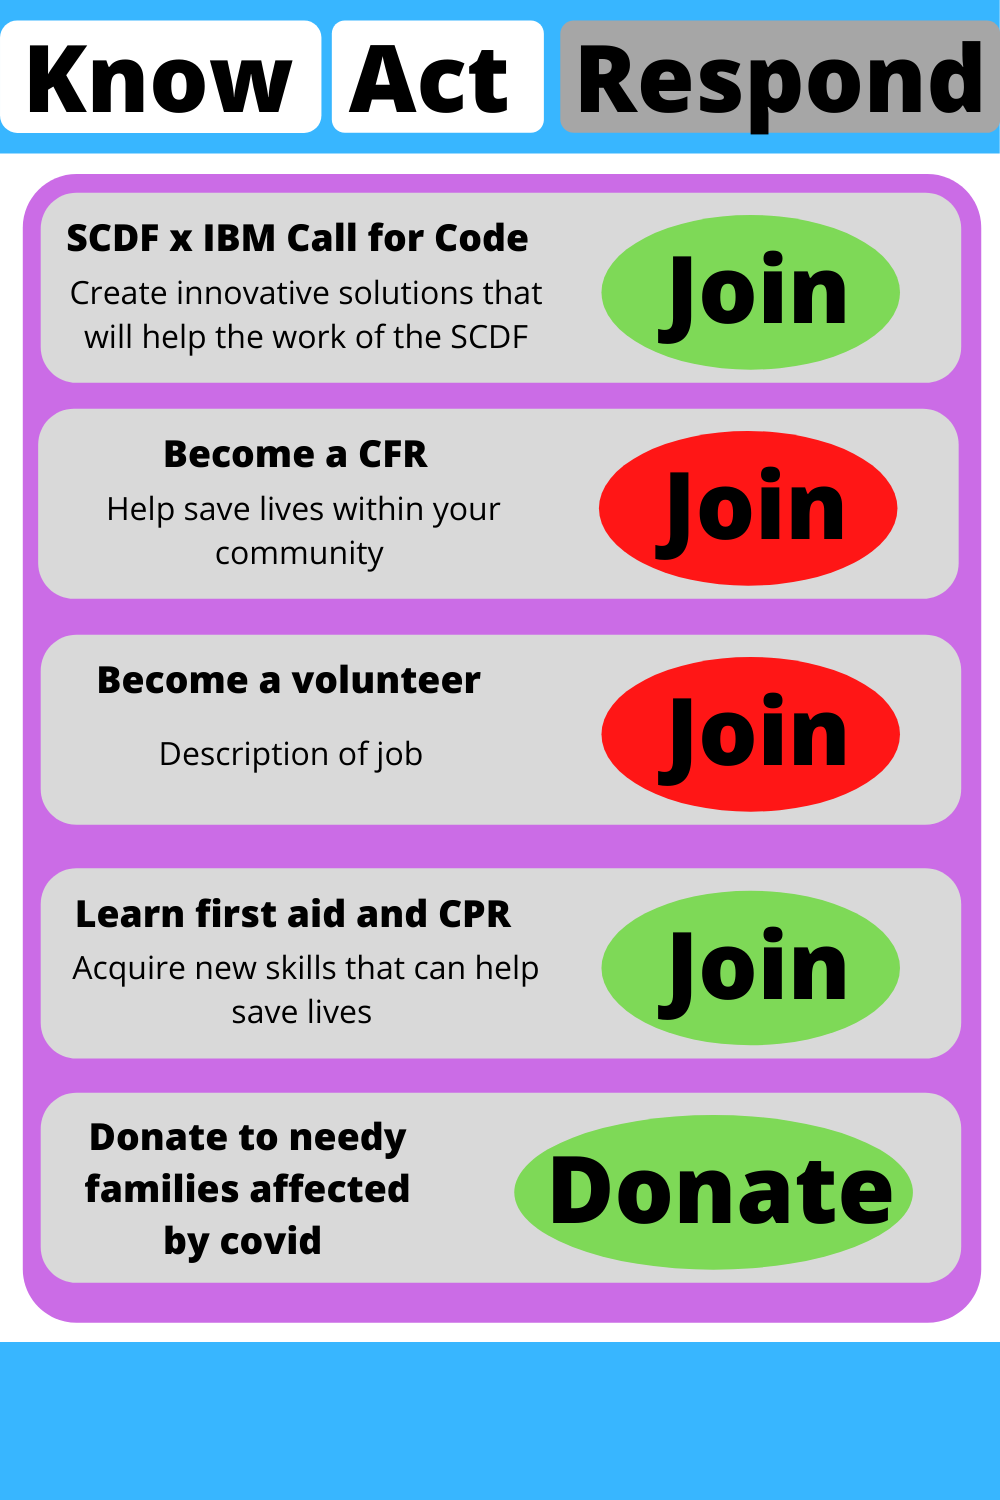 Know Act Respond
SCDF x IBM Call for Code
Create innovative solutions that
will help the work of the SCDF
Join
Become a CFR
Help save lives within your
community
Join
Become a volunteer
Description of job
Join
Learn first aid and CPR
Acquire new skills that can help
save lives
Join
Donate to needy
families affected
by covid
Donate